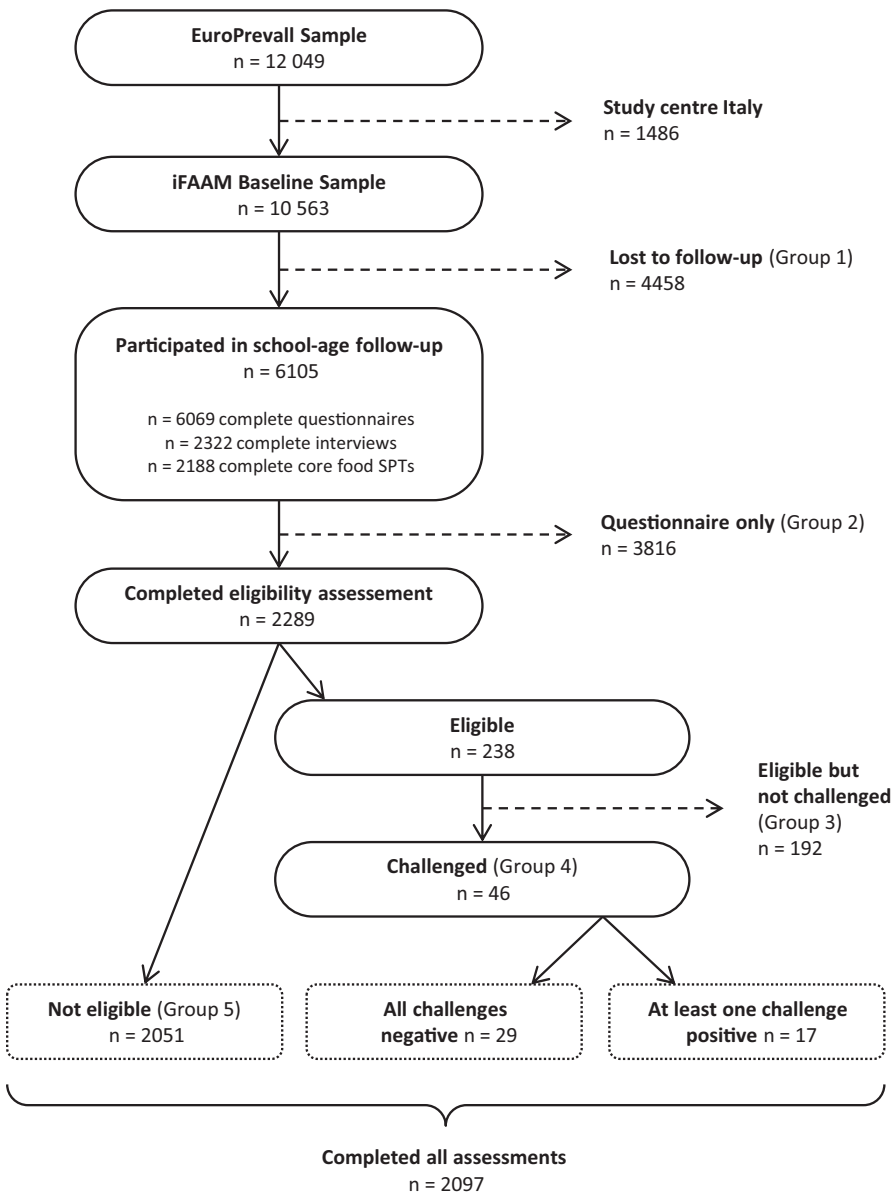 EuroPrevall Sample
n = 12 049
Study centre Italy
n = 1486
iFAAM Baseline Sample
n = 10 563
Lost to follow-up (Group 1)
n = 4458
Participated in school-age follow-up
n = 6105
n = 6069 complete questionnaires
n = 2322 complete interviews
n = 2188 complete core food SPTs
Questionnaire only (Group 2)
n = 3816
Completed eligibility assessement
n = 2289
Eligible
n = 238
Eligible but
not challenged
(Group 3)
n = 192
Challenged (Group 4)
n = 46
Not eligible (Group 5)
n = 2051
All challenges
negative n = 29
At least one challenge
positive n = 17
Completed all assessments
n = 2097